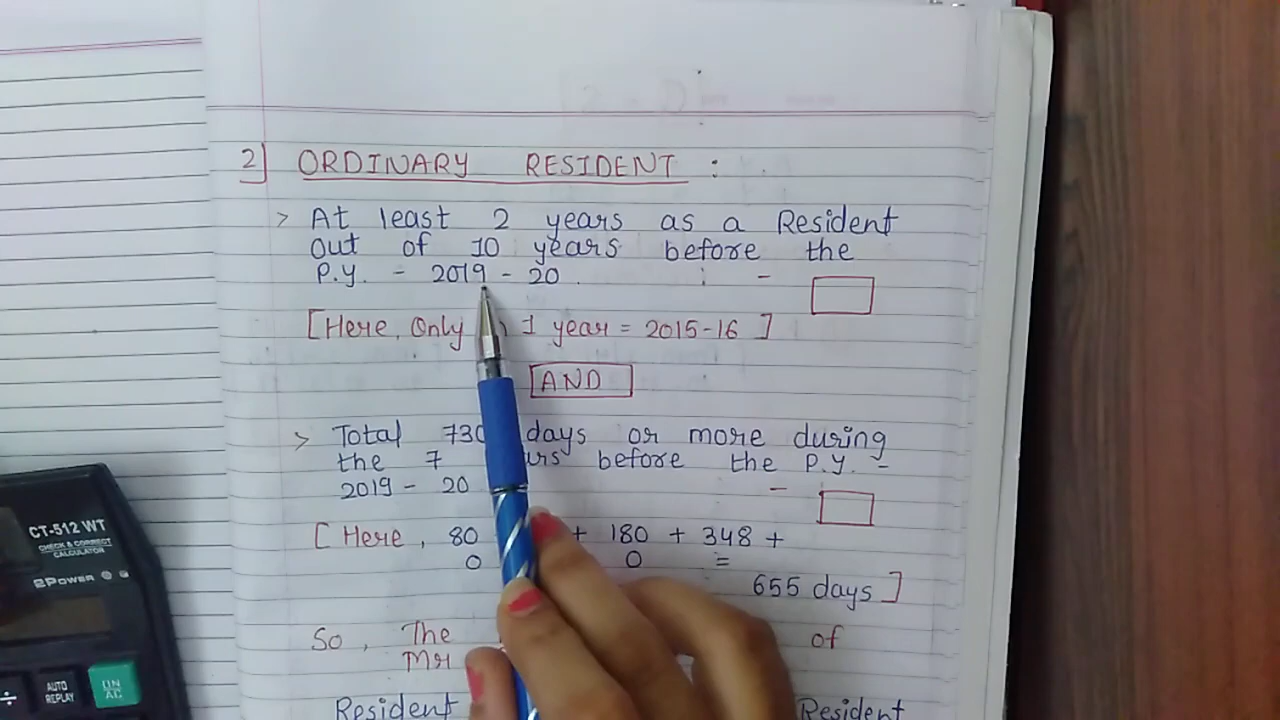 2] ORDINARY RESIDENT :
> At least 2 years as a Resident
out of 10 years before the
P.Y. - 2019 - 20. -
[Here, Only 1 year = 2015-16 ]
AND
> Total 730 days or more during
the 7 before the P.Y. -
2019 - 20 -
[ Here, 80 + 180 + 348 +
0 0 =
655 days ]
So, The of
Mr
Resident Resident
CT-512 WT
CHECK & CORRECT
CALCULATOR
2POWER
AUTO
REPLAY
ON
AC
÷